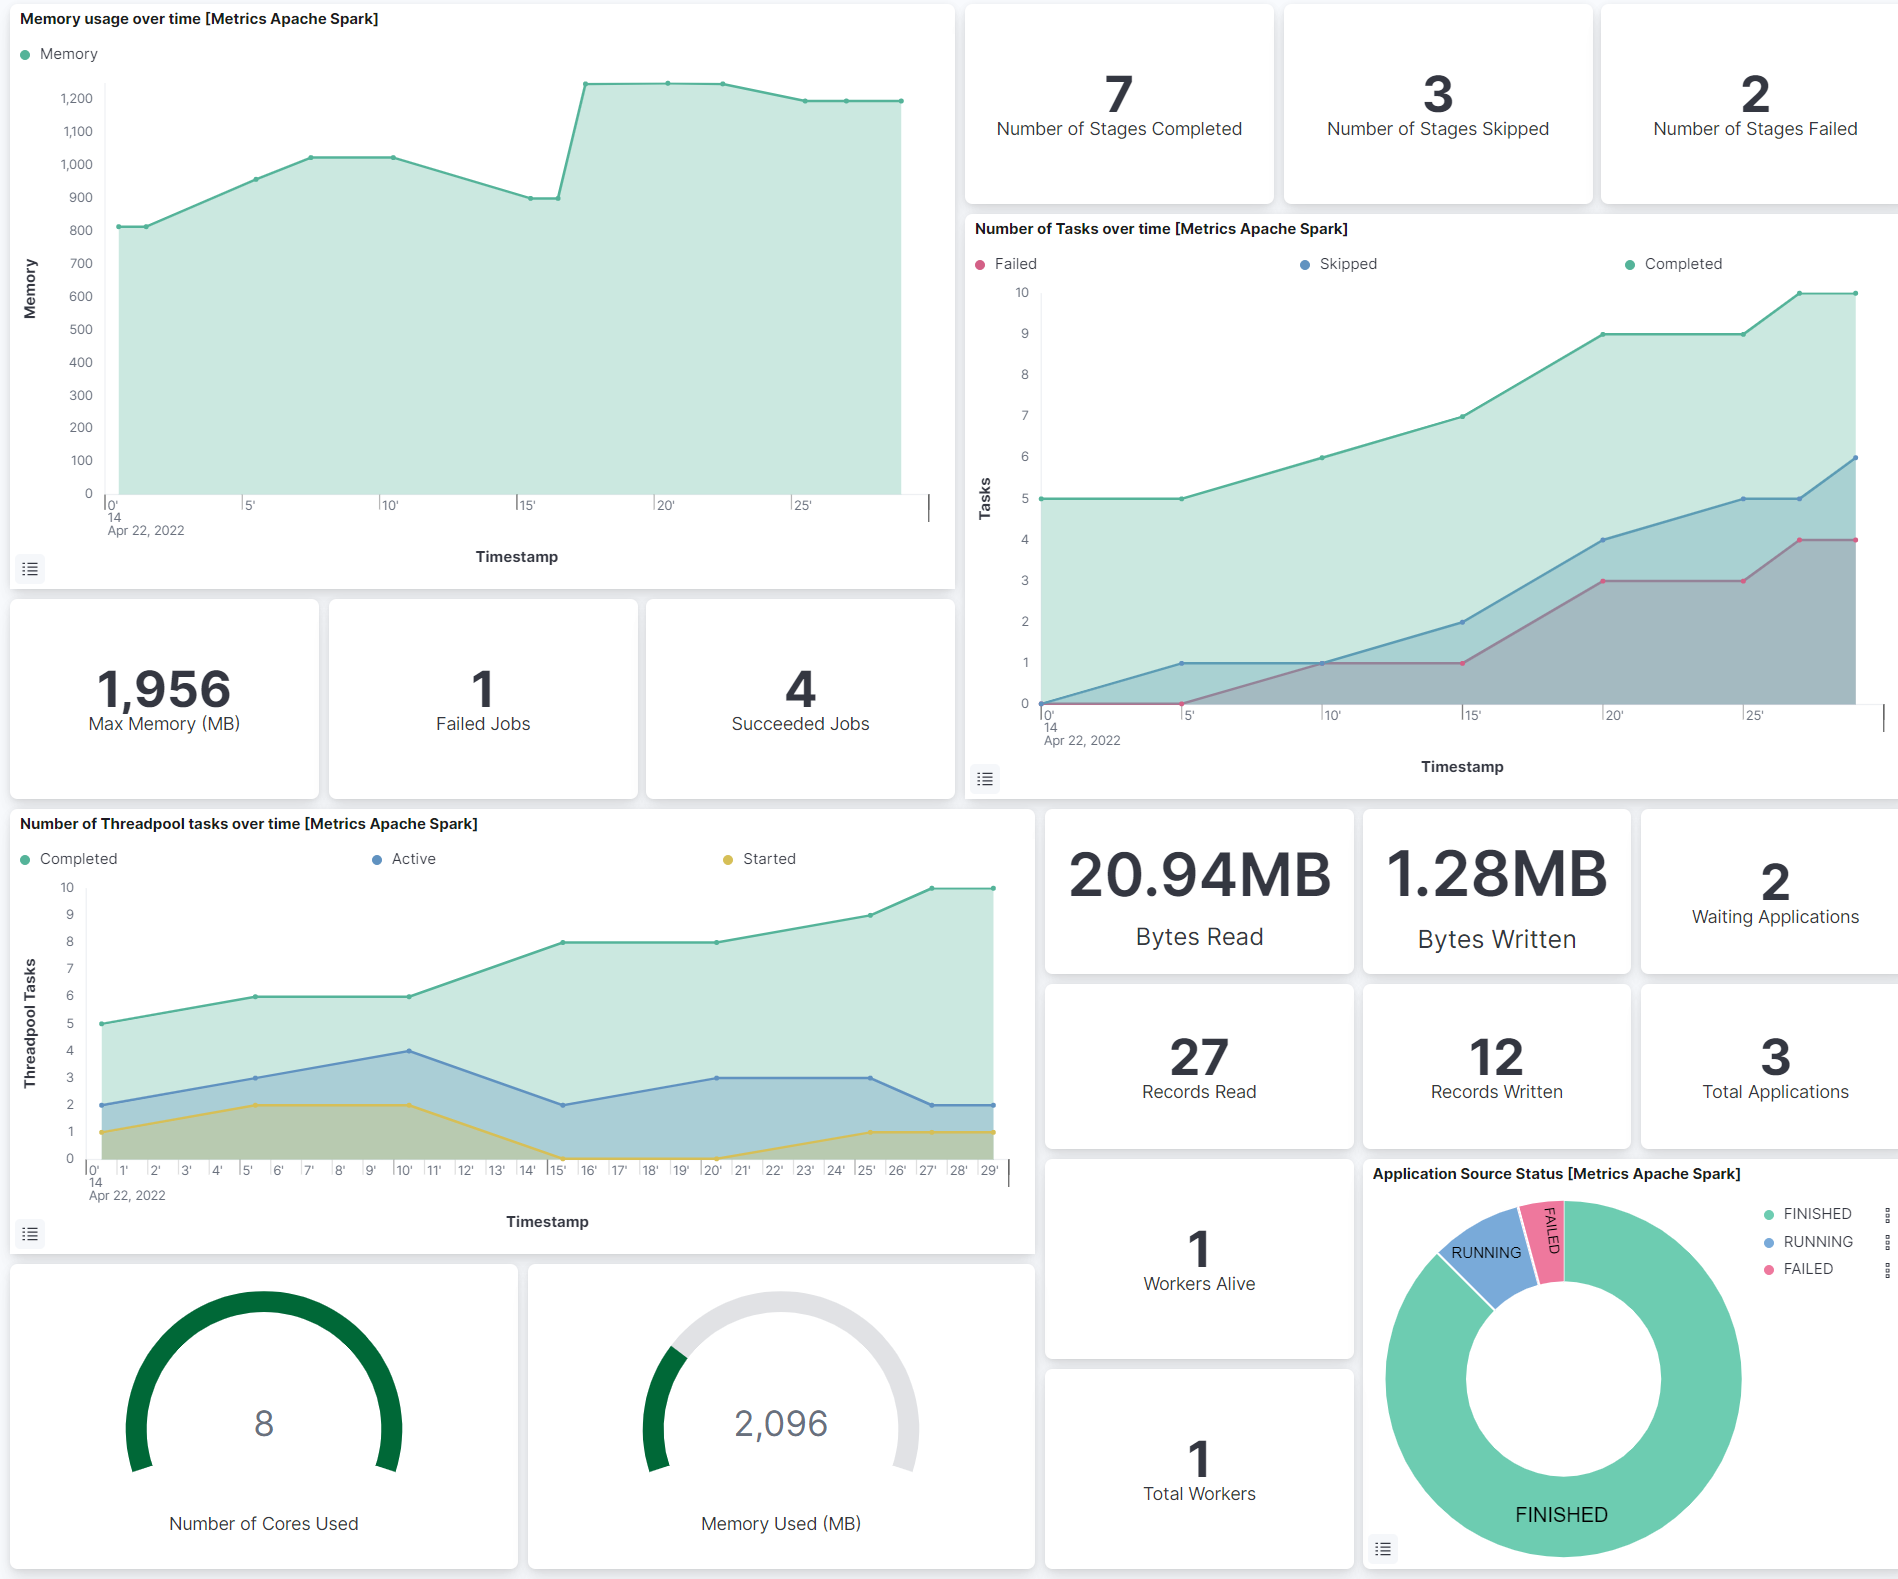 Memory usage over time [Metrics Apache Spark]
Memory
1,200
1,100
1,000
900
800
700
600
500
400
300
200
100
0
Memory
0' 5' 10' 15' 20' 25'
14
Apr 22, 2022
Timestamp
7
Number of Stages Completed
3
Number of Stages Skipped
2
Number of Stages Failed
Number of Tasks over time [Metrics Apache Spark]
Failed Skipped Completed
10
9
8
7
6
5
4
3
2
1
0
Tasks
0' 5' 10' 15' 20' 25'
14
Apr 22, 2022
Timestamp
1,956
Max Memory (MB)
1
Failed Jobs
4
Succeeded Jobs
Number of Threadpool tasks over time [Metrics Apache Spark]
Completed Active Started
10
9
8
7
6
5
4
3
2
1
0
Threadpool Tasks
0' 1' 2' 3' 4' 5' 6' 7' 8' 9' 10' 11' 12' 13' 14' 15' 16' 17' 18' 19' 20' 21' 22' 23' 24' 25' 26' 27' 28' 29'
14
Apr 22, 2022
Timestamp
20.94MB
Bytes Read
1.28MB
Bytes Written
2
Waiting Applications
27
Records Read
12
Records Written
3
Total Applications
8
Number of Cores Used
2,096
Memory Used (MB)
1
Workers Alive
1
Total Workers
Application Source Status [Metrics Apache Spark]
FINISHED
RUNNING
FAILED
FAILED
RUNNING
FINISHED